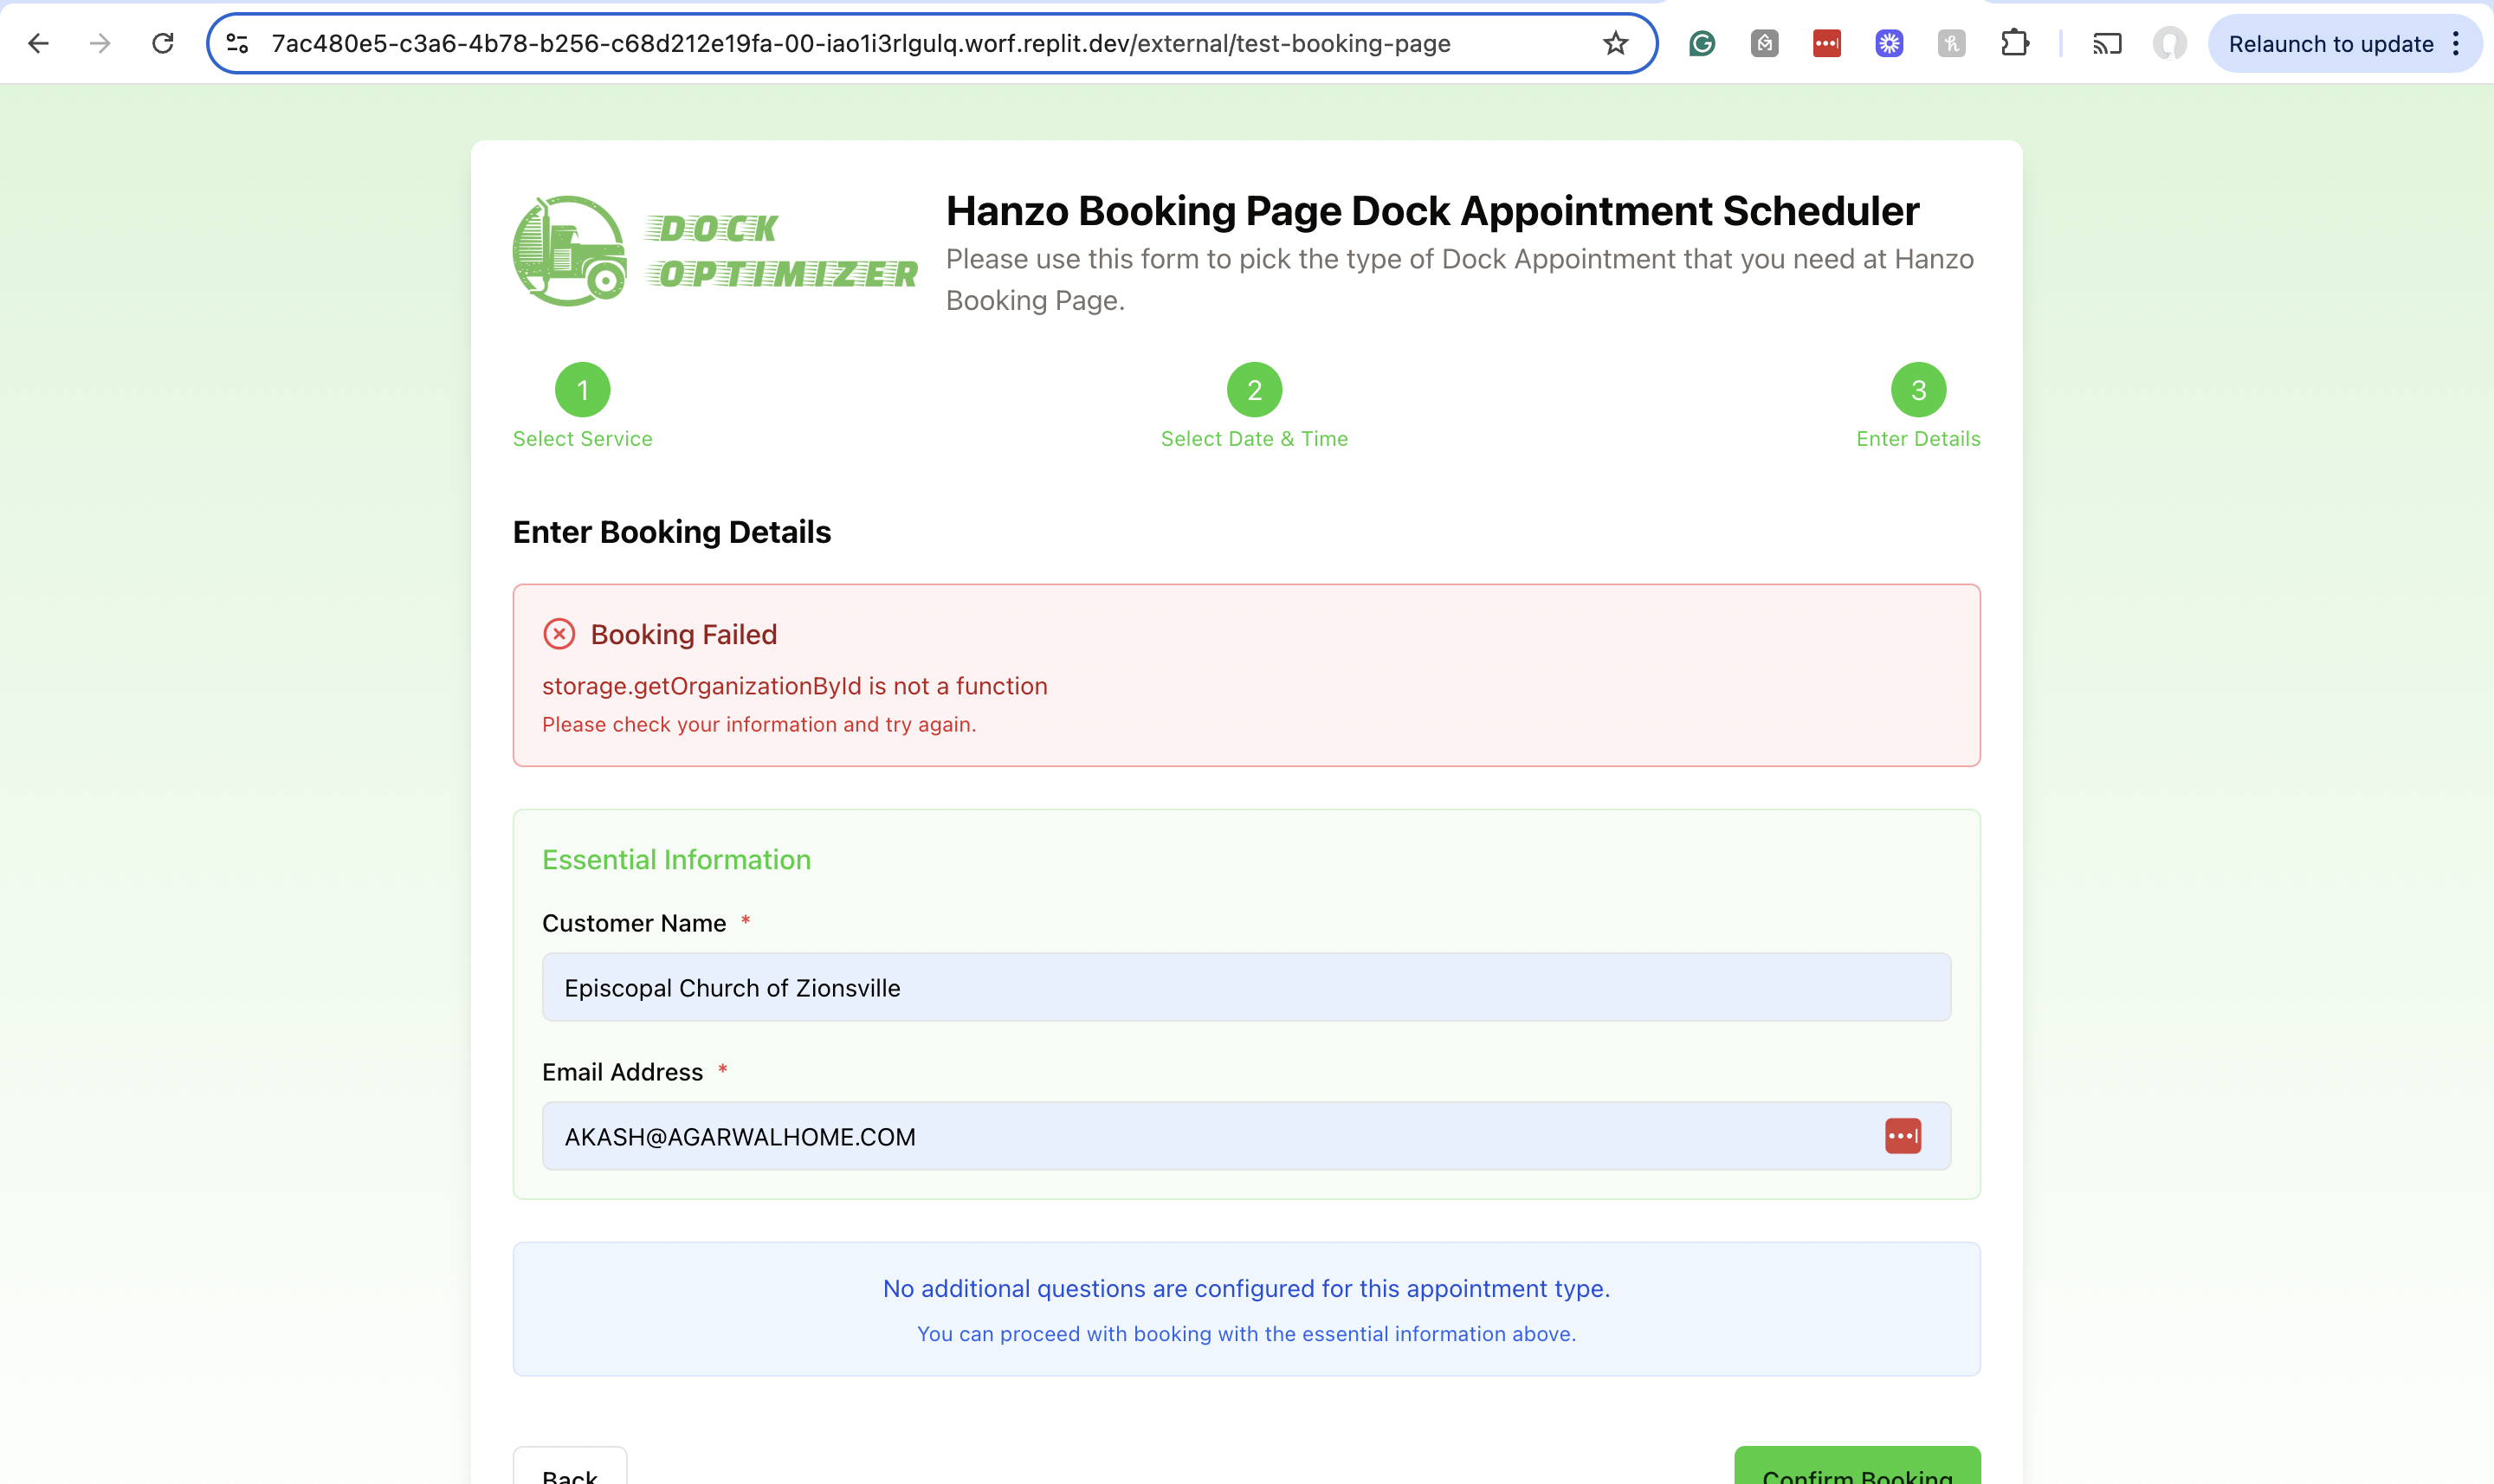 7ac480e5-c3a6-4b78-b256-c68d212e19fa-00-iao1i3rlgulq.worf.replit.dev/external/test-booking-page
Relaunch to update
DOCK
OPTIMIZER
Hanzo Booking Page Dock Appointment Scheduler
Please use this form to pick the type of Dock Appointment that you need at Hanzo
Booking Page.
1
2
3
Select Service
Select Date & Time
Enter Details
Enter Booking Details
Booking Failed
storage.getOrganizationById is not a function
Please check your information and try again.
Essential Information
Customer Name *
Episcopal Church of Zionsville
Email Address *
AKASH@AGARWALHOME.COM
No additional questions are configured for this appointment type.
You can proceed with booking with the essential information above.
Back
Confirm Booking